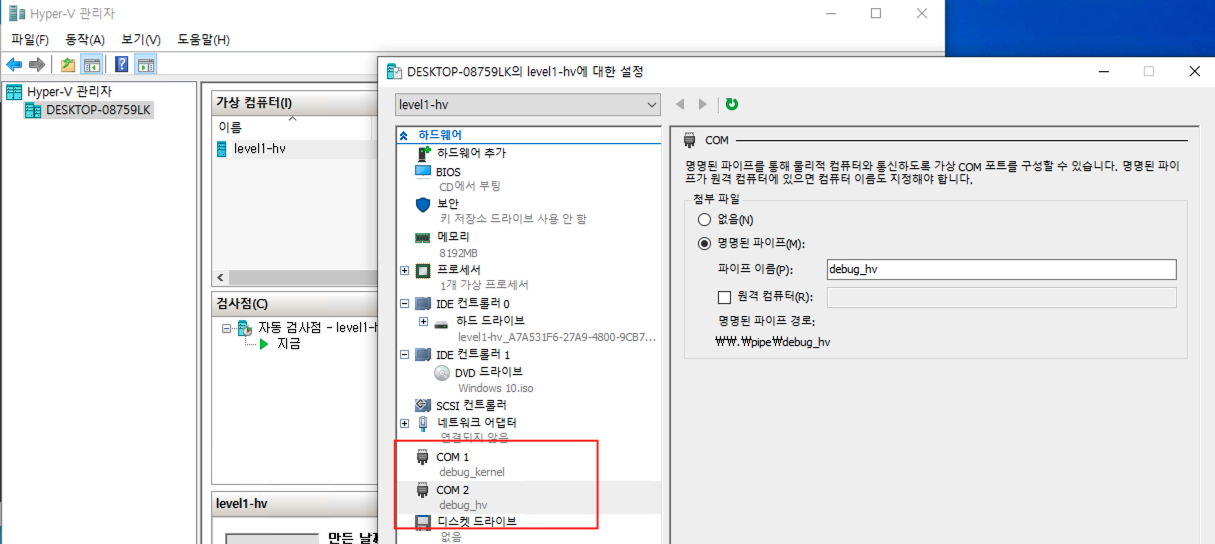 Hyper-V 관리자
파일(F) 동작(A) 보기(V) 도움말(H)
Hyper-V 관리자
DESKTOP-08759LK
가상 컴퓨터(I)
이름
level1-hv
검사점(C)
자동 검사점 - level1-h
지금
level1-hv
만든 날짜
DESKTOP-08759LK의 level1-hv에 대한 설정
level1-hv
하드웨어
하드웨어 추가
BIOS
CD에서 부팅
보안
키 저장소 드라이브 사용 안 함
메모리
8192MB
프로세서
1개 가상 프로세서
IDE 컨트롤러 0
하드 드라이브
level1-hv_A7A531F6-27A9-4800-9CB7...
IDE 컨트롤러 1
DVD 드라이브
Windows 10.iso
SCSI 컨트롤러
네트워크 어댑터
연결되지 않음
COM 1
debug_kernel
COM 2
debug_hv
디스켓 드라이브
없음
COM
명명된 파이프를 통해 물리적 컴퓨터와 통신하도록 가상 COM 포트를 구성할 수 있습니다. 명명된 파이
프가 원격 컴퓨터에 있으면 컴퓨터 이름도 지정해야 합니다.
첨부 파일
없음(N)
명명된 파이프(M):
파이프 이름(P): debug_hv
원격 컴퓨터(R):
명명된 파이프 경로:
₩₩.₩pipe₩debug_hv